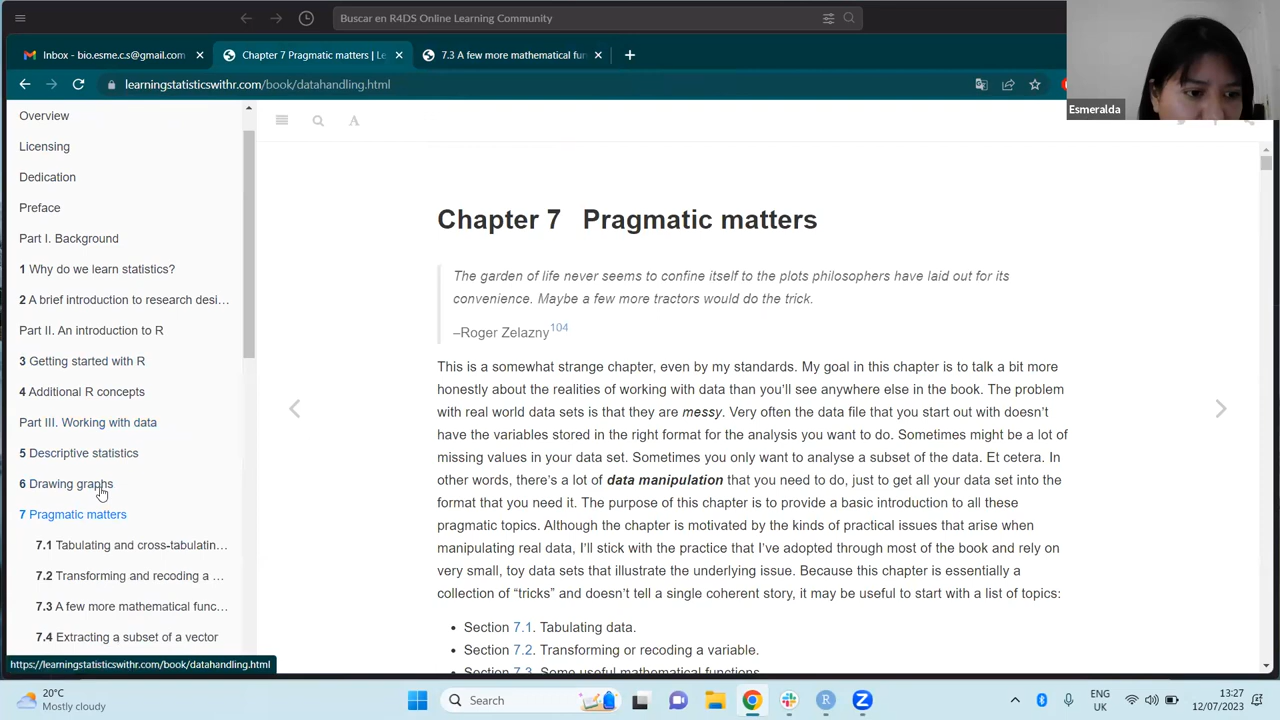 Buscar en R4DS Online Learning Community
Inbox - bio.esme.c.s@gmail.com
Chapter 7 Pragmatic matters | Le
7.3 A few more mathematical fun
learningstatisticswithr.com/book/datahandling.html
Esmeralda
Overview
Licensing
Dedication
Preface
Part I. Background
1 Why do we learn statistics?
2 A brief introduction to research desi…
Part II. An introduction to R
3 Getting started with R
4 Additional R concepts
Part III. Working with data
5 Descriptive statistics
6 Drawing graphs
7 Pragmatic matters
7.1 Tabulating and cross-tabulatin…
7.2 Transforming and recoding a …
7.3 A few more mathematical func…
7.4 Extracting a subset of a vector
https://learningstatisticswithr.com/book/datahandling.html
Chapter 7 Pragmatic matters
The garden of life never seems to confine itself to the plots philosophers have laid out for its
convenience. Maybe a few more tractors would do the trick.
–Roger Zelazny104
This is a somewhat strange chapter, even by my standards. My goal in this chapter is to talk a bit more
honestly about the realities of working with data than you’ll see anywhere else in the book. The problem
with real world data sets is that they are messy. Very often the data file that you start out with doesn’t
have the variables stored in the right format for the analysis you want to do. Sometimes might be a lot of
missing values in your data set. Sometimes you only want to analyse a subset of the data. Et cetera. In
other words, there’s a lot of data manipulation that you need to do, just to get all your data set into the
format that you need it. The purpose of this chapter is to provide a basic introduction to all these
pragmatic topics. Although the chapter is motivated by the kinds of practical issues that arise when
manipulating real data, I’ll stick with the practice that I’ve adopted through most of the book and rely on
very small, toy data sets that illustrate the underlying issue. Because this chapter is essentially a
collection of “tricks” and doesn’t tell a single coherent story, it may be useful to start with a list of topics:
• Section 7.1. Tabulating data.
• Section 7.2. Transforming or recoding a variable.
• Section 7.3. Some useful mathematical functions.
20°C
Mostly cloudy
Search
ENG
UK
13:27
12/07/2023